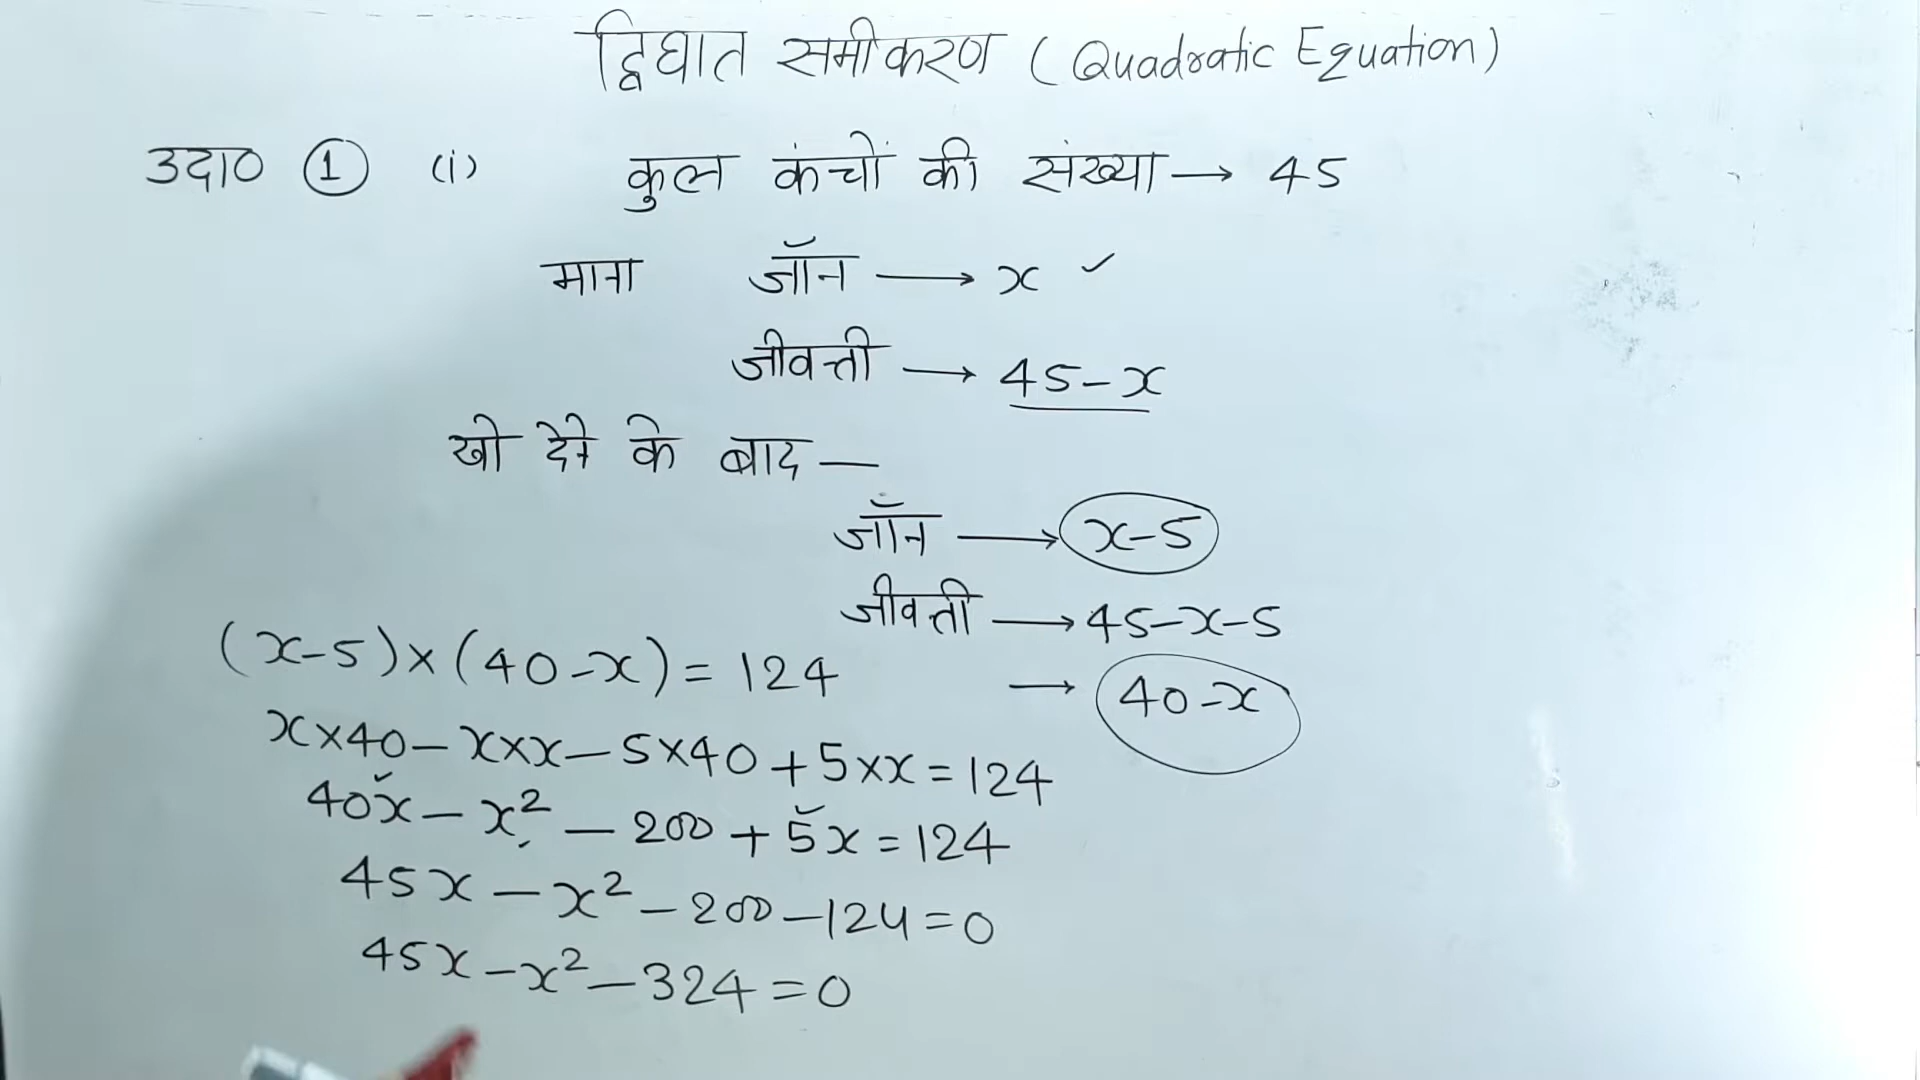 द्विघात समीकरण ( Quadratic Equation)
उदा० ① (i) कुल कंचों की संख्या → 45
माना जॉन → x ✓
जीवन्ती → 45-x
खो देने के बाद —
जॉन → x-5
जीवन्ती → 45-x-5
→ 40-x
(x-5)×(40-x) = 124
x×40-x×x-5×40+5×x=124
40x-x²-200+5x=124
45x-x²-200-124=0
45x-x²-324=0